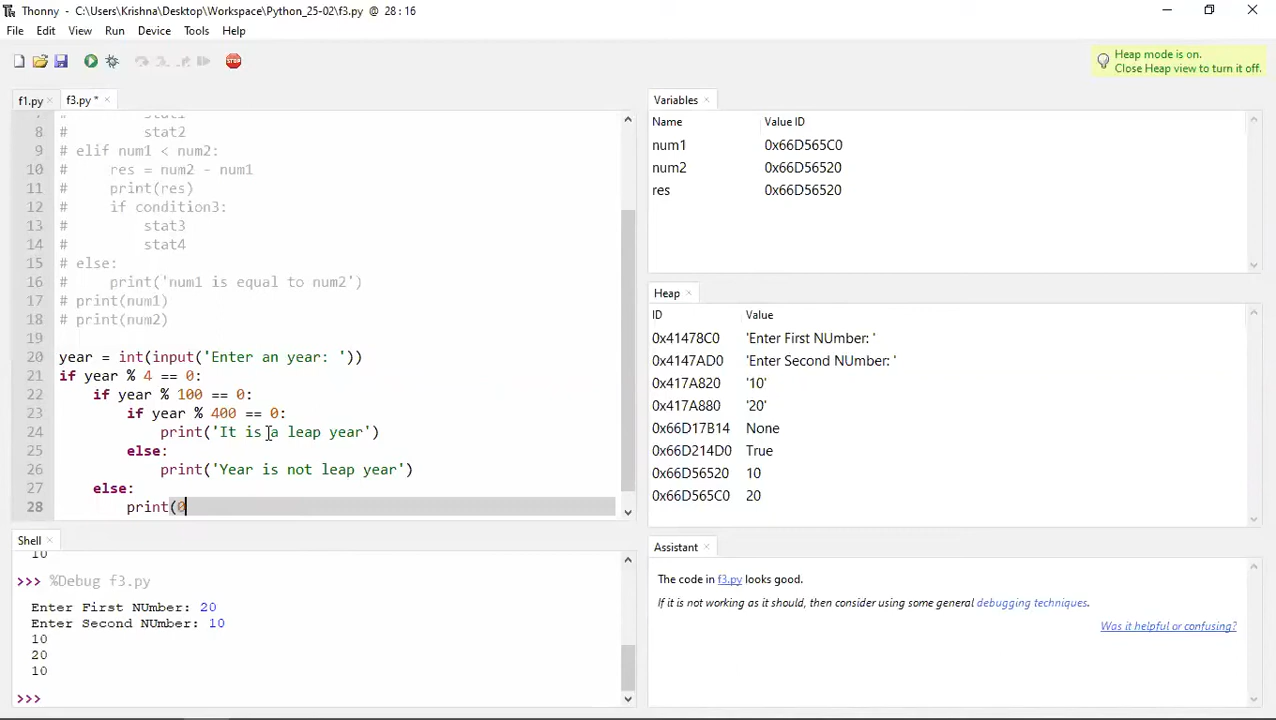 Thonny - C:\Users\Krishna\Desktop\Workspace\Python_25-02\f3.py @ 28 : 16
File Edit View Run Device Tools Help
Heap mode is on.
Close Heap view to turn it off.
f1.py
f3.py *
8 # stat2
9 # elif num1 < num2:
10 # res = num2 - num1
11 # print(res)
12 # if condition3:
13 # stat3
14 # stat4
15 # else:
16 # print('num1 is equal to num2')
17 # print(num1)
18 # print(num2)
19
20 year = int(input('Enter an year: '))
21 if year % 4 == 0:
22 if year % 100 == 0:
23 if year % 400 == 0:
24 print('It is a leap year')
25 else:
26 print('Year is not leap year')
27 else:
28 print(0
Variables
Name Value ID
num1 0x66D565C0
num2 0x66D56520
res 0x66D56520
Heap
ID Value
0x41478C0 'Enter First NUmber: '
0x4147AD0 'Enter Second NUmber: '
0x417A820 '10'
0x417A880 '20'
0x66D17B14 None
0x66D214D0 True
0x66D56520 10
0x66D565C0 20
Shell
10
>>> %Debug f3.py
Enter First NUmber: 20
Enter Second NUmber: 10
10
20
10
>>>
Assistant
The code in f3.py looks good.
If it is not working as it should, then consider using some general debugging techniques.
Was it helpful or confusing?